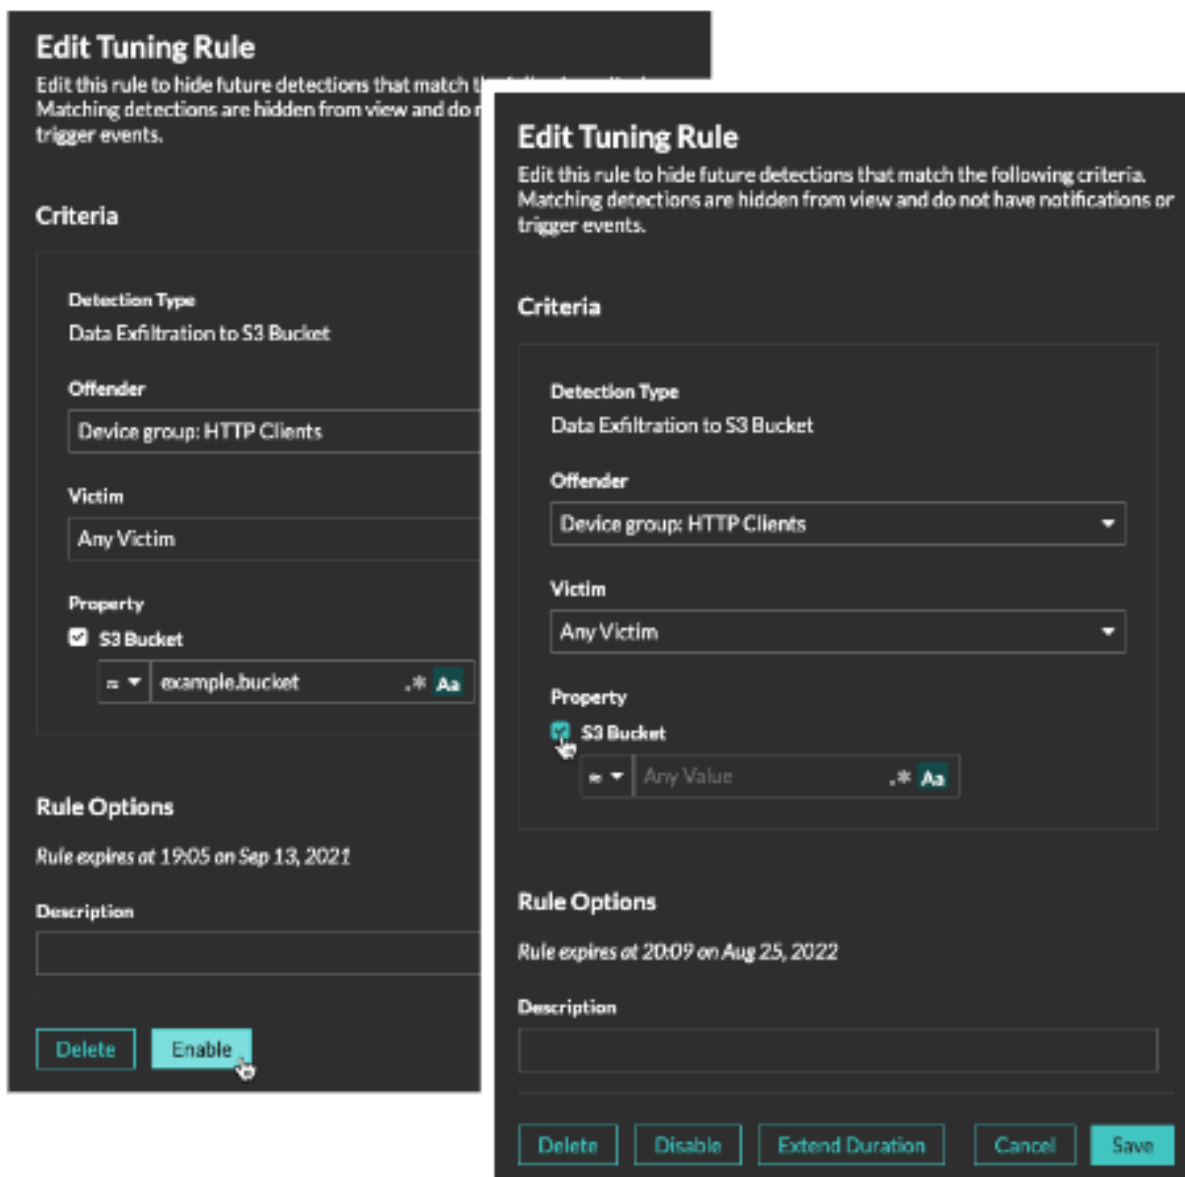 Edit Tuning Rule
Edit this rule to hide future detections that match t
Matching detections are hidden from view and do n
trigger events.
Criteria
Detection Type
Data Exfiltration to S3 Bucket
Offender
Device group: HTTP Clients
Victim
Any Victim
Property
S3 Bucket
≈ example.bucket .* Aa
Rule Options
Rule expires at 19:05 on Sep 13, 2021
Description
Delete Enable
Edit Tuning Rule
Edit this rule to hide future detections that match the following criteria.
Matching detections are hidden from view and do not have notifications or
trigger events.
Criteria
Detection Type
Data Exfiltration to S3 Bucket
Offender
Device group: HTTP Clients
Victim
Any Victim
Property
S3 Bucket
≈ Any Value .* Aa
Rule Options
Rule expires at 20:09 on Aug 25, 2022
Description
Delete Disable Extend Duration Cancel Save